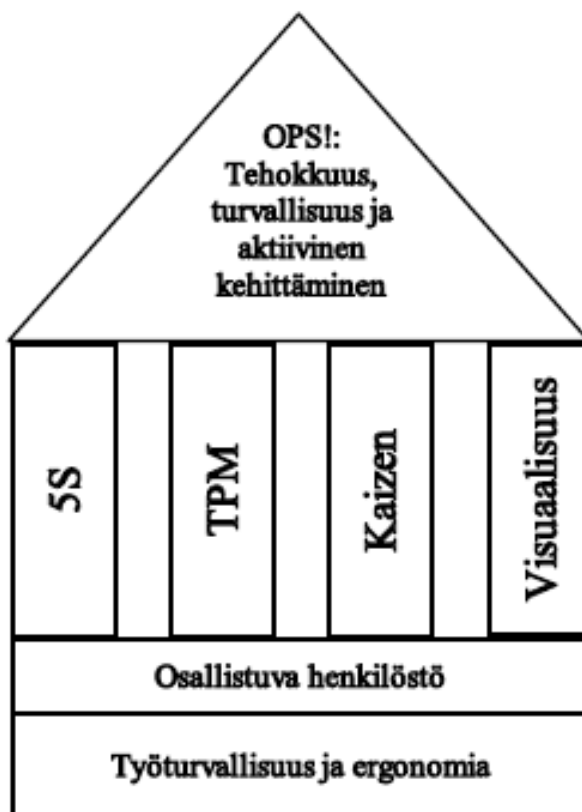 OPS!:
Tehokkuus,
turvallisuus ja
aktiivinen
kehittäminen
5S
TPM
Kaizen
Visuaalisuus
Osallistuva henkilöstö
Työturvallisuus ja ergonomia